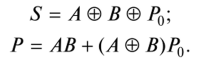 S = A ⊕ B ⊕ P₀;
P = AB + (A ⊕ B)P₀.